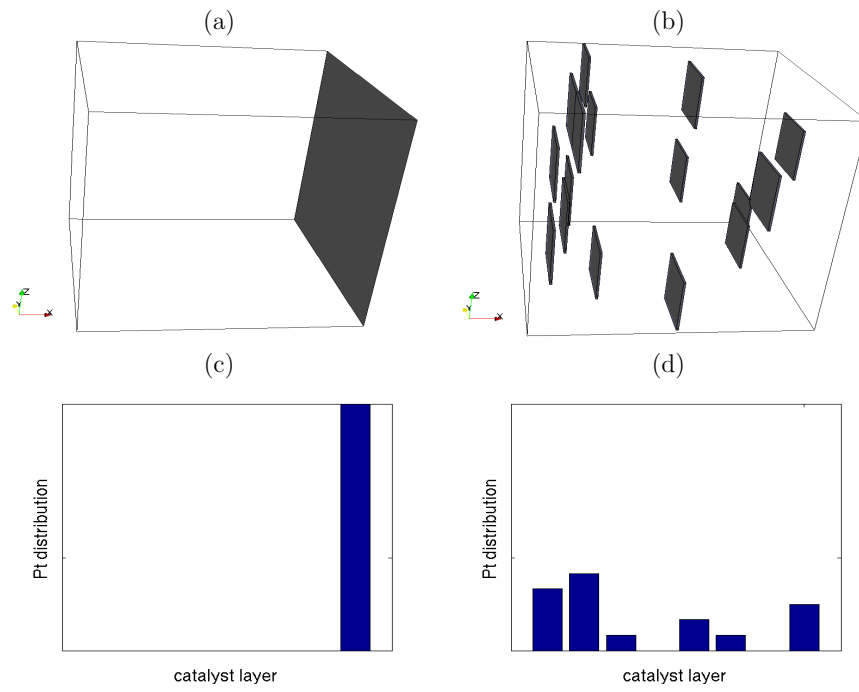 (a) (b)
Z Y X Z Y X
(c) (d)
Pt distribution Pt distribution
catalyst layer catalyst layer